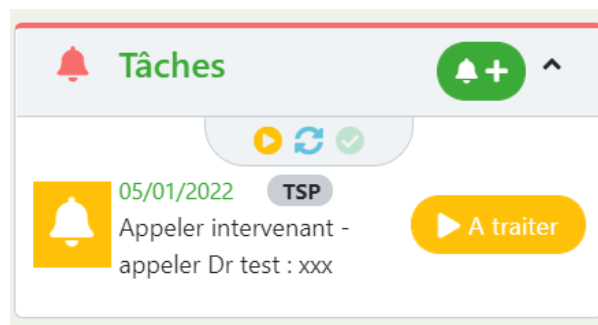 Tâches
05/01/2022 TSP
Appeler intervenant -
appeler Dr test : xxx
A traiter